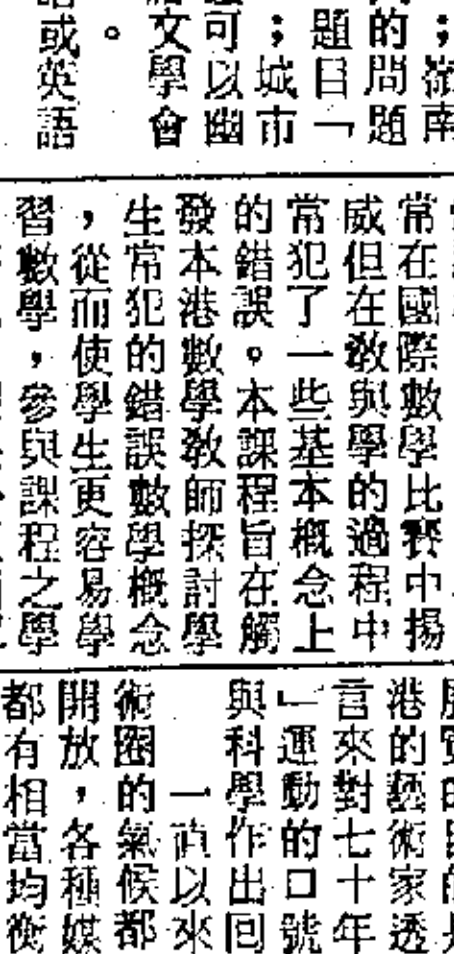 ；嶺南
的問題
題目「
；城市
可以幽
文學會
。
或英語
常在國際數學比賽中揚
威但在教與學的過程中
常犯了一些基本概念上
的錯誤。本課程旨在觸
發本港數學教師探討學
生常犯的錯誤數學概念
，從而使學生更容易學
習數學，參與課程之學
港的藝術家透
言來對七十年
」運動的口號
與科學作出回
一直以來
術圈的氣候都
開放，各種媒
都有相當均衡